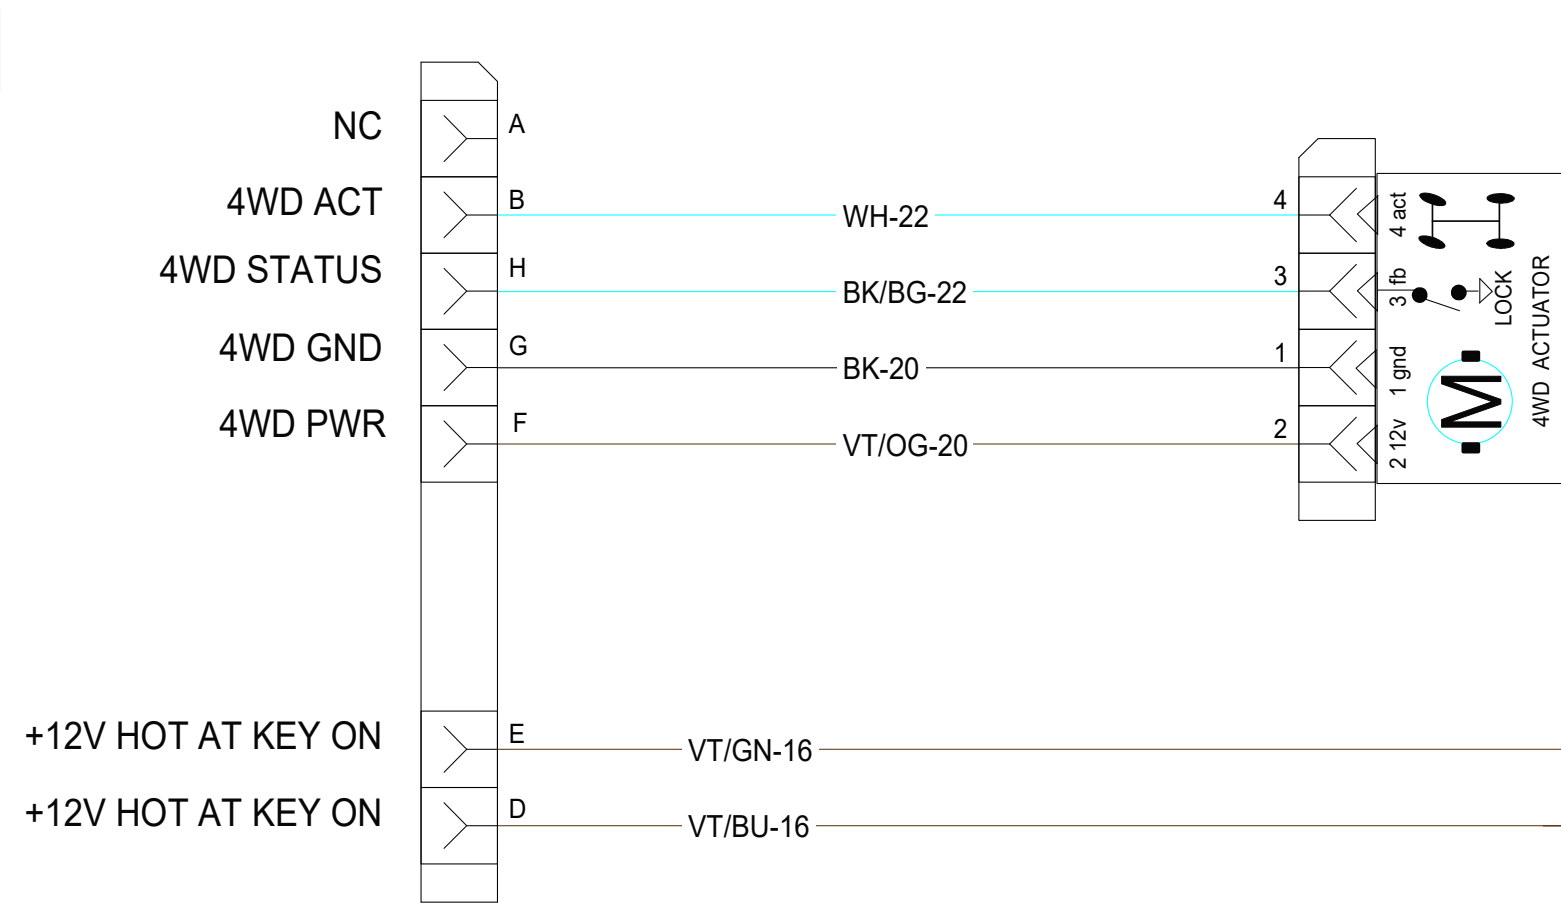 NC
A
4WD ACT
B
WH-22
4
4 act
4WD STATUS
H
BK/BG-22
3
3 fb
LOCK
4WD ACTUATOR
4WD GND
G
BK-20
1
1 gnd
M
4WD PWR
F
VT/OG-20
2
2 12v
+12V HOT AT KEY ON
E
VT/GN-16
+12V HOT AT KEY ON
D
VT/BU-16